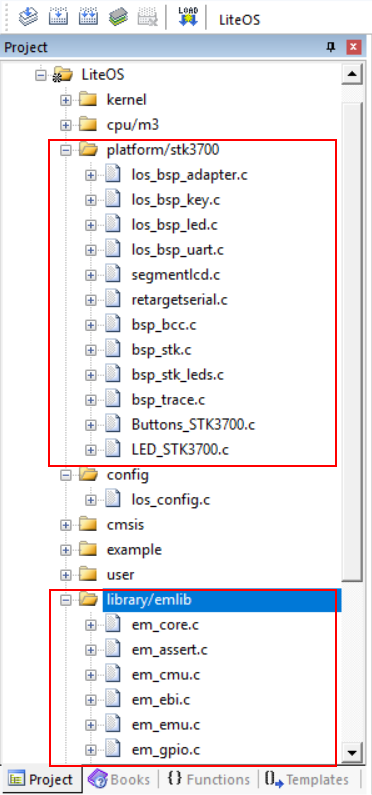 LOAD
LiteOS
Project
LiteOS
kernel
cpu/m3
platform/stk3700
los_bsp_adapter.c
los_bsp_key.c
los_bsp_led.c
los_bsp_uart.c
segmentlcd.c
retargetserial.c
bsp_bcc.c
bsp_stk.c
bsp_stk_leds.c
bsp_trace.c
Buttons_STK3700.c
LED_STK3700.c
config
los_config.c
cmsis
example
user
library/emlib
em_core.c
em_assert.c
em_cmu.c
em_ebi.c
em_emu.c
em_gpio.c
Project Books {} Functions 0 Templates